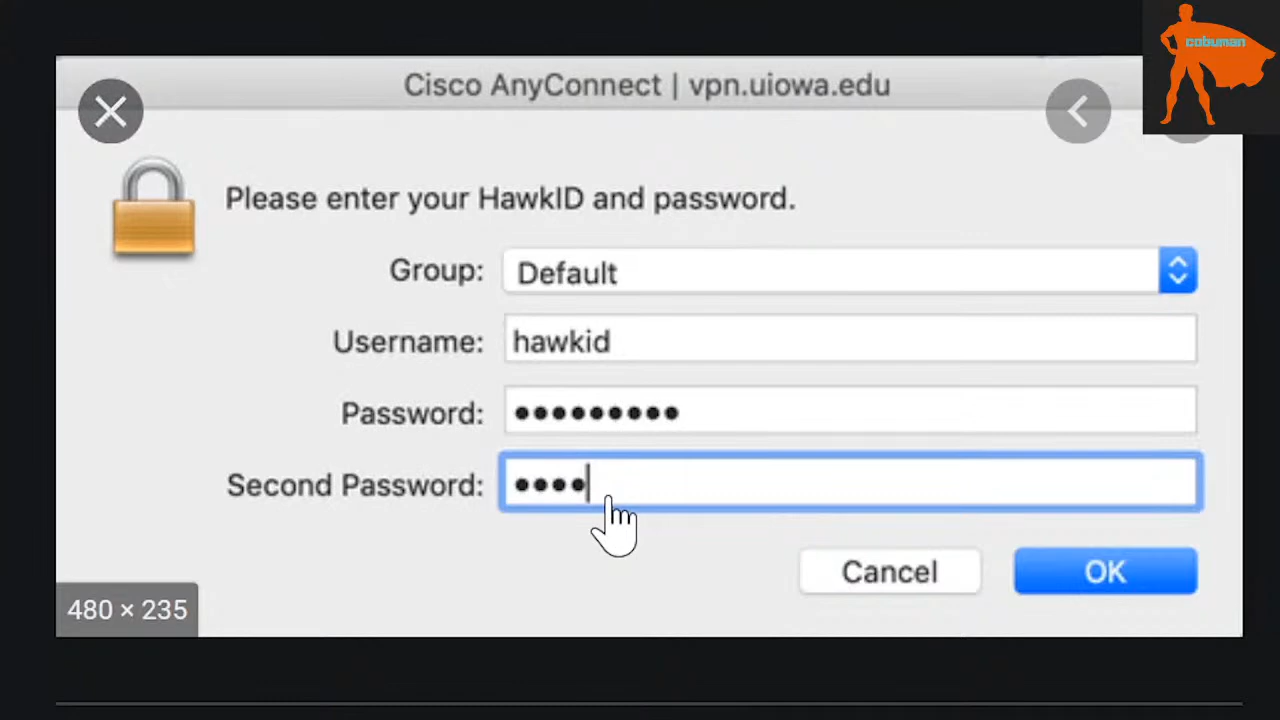 cobuman
Cisco AnyConnect | vpn.uiowa.edu
Please enter your HawkID and password.
Group: Default
Username: hawkid
Password: •••••••••
Second Password: ••••
Cancel OK
480 × 235